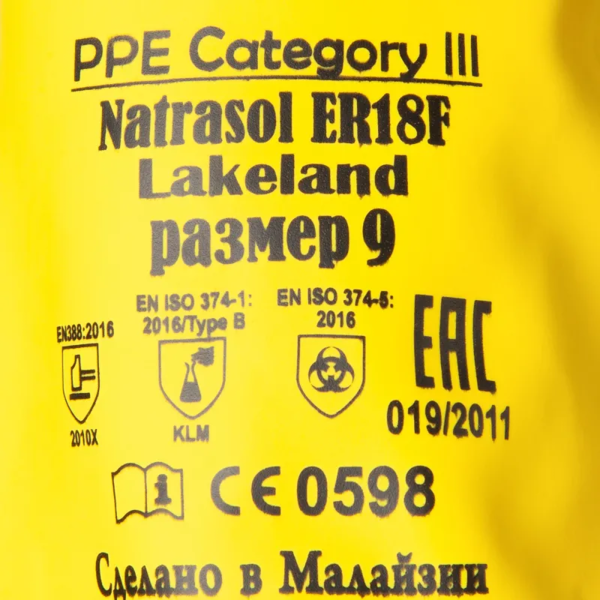 PPE Category III
Natrasol ER18F
Lakeland
размер 9
EN388:2016
2010X
EN ISO 374-1:
2016/Type B
KLM
EN ISO 374-5:
2016
EAC
019/2011
i
CE 0598
Сделано в Малайзии